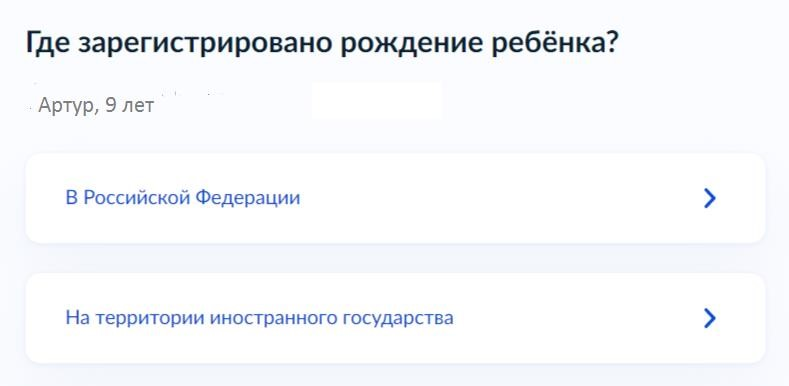 Где зарегистрировано рождение ребёнка?
Артур, 9 лет
В Российской Федерации
На территории иностранного государства